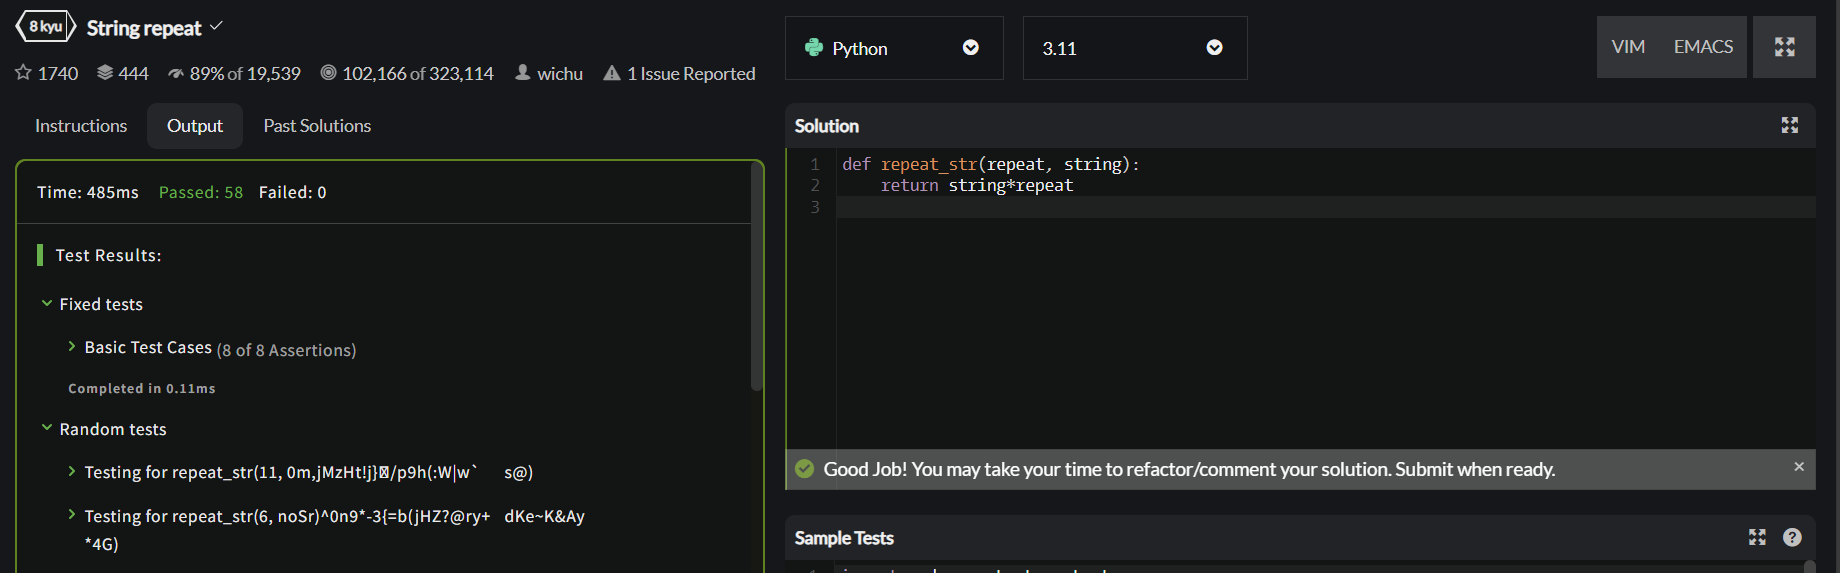 8 kyu String repeat
1740 444 89% of 19,539 102,166 of 323,114 wichu 1 Issue Reported
Instructions Output Past Solutions
Time: 485ms Passed: 58 Failed: 0
Test Results:
Fixed tests
Basic Test Cases (8 of 8 Assertions)
Completed in 0.11ms
Random tests
Testing for repeat_str(11, 0m,jMzHt!j}/p9h(:W|w` s@)
Testing for repeat_str(6, noSr)^0n9*-3{=b(jHZ?@ry+ dKe~K&Ay
*4G)
Python 3.11 VIM EMACS
Solution
1 def repeat_str(repeat, string):
2 return string*repeat
3
Good Job! You may take your time to refactor/comment your solution. Submit when ready. ×
Sample Tests ?